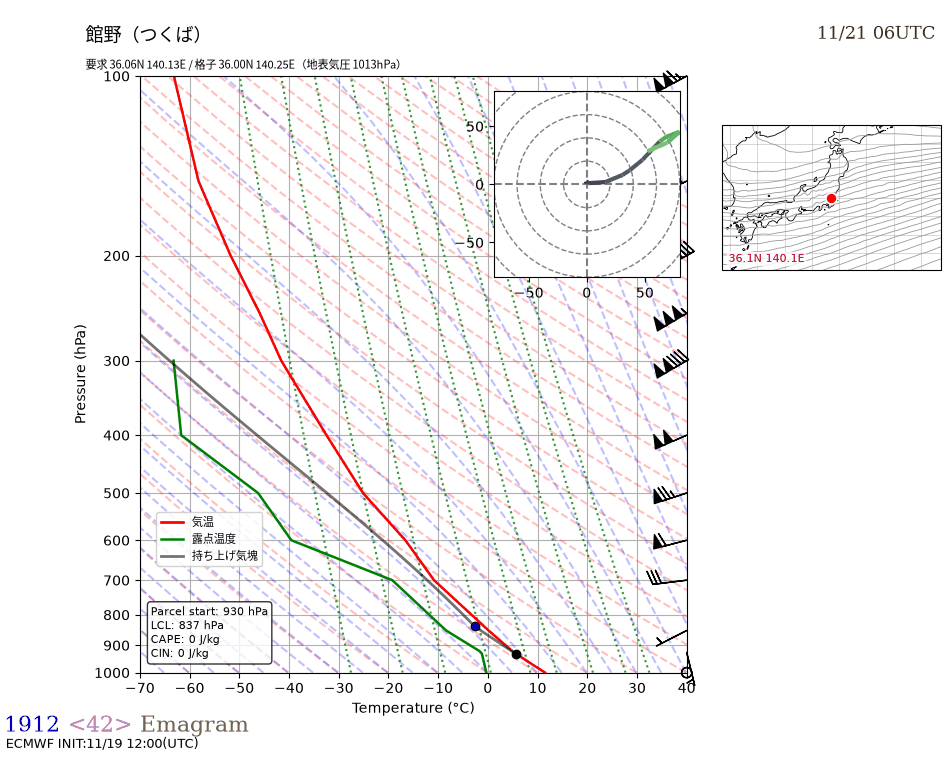 館野（つくば）
11/21 06UTC
要求 36.06N 140.13E / 格子 36.00N 140.25E（地表気圧 1013hPa）
100
200
300
400
500
600
700
800
900
1000
Pressure (hPa)
−70 −60 −50 −40 −30 −20 −10 0 10 20 30 40
Temperature (°C)
50
0
−50
−50 0 50
36.1N 140.1E
気温
露点温度
持ち上げ気塊
Parcel start: 930 hPa
LCL: 837 hPa
CAPE: 0 J/kg
CIN: 0 J/kg
1912 <42> Emagram
ECMWF INIT:11/19 12:00(UTC)